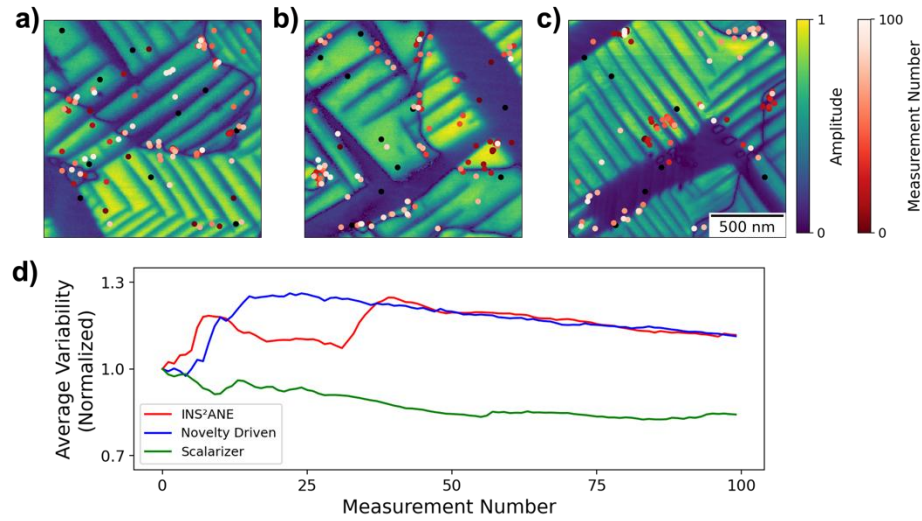 a)
b)
c)
1
0
Amplitude
100
0
Measurement Number
500 nm
d)
1.3
1.0
0.7
Average Variability
(Normalized)
INS²ANE
Novelty Driven
Scalarizer
0
25
50
75
100
Measurement Number